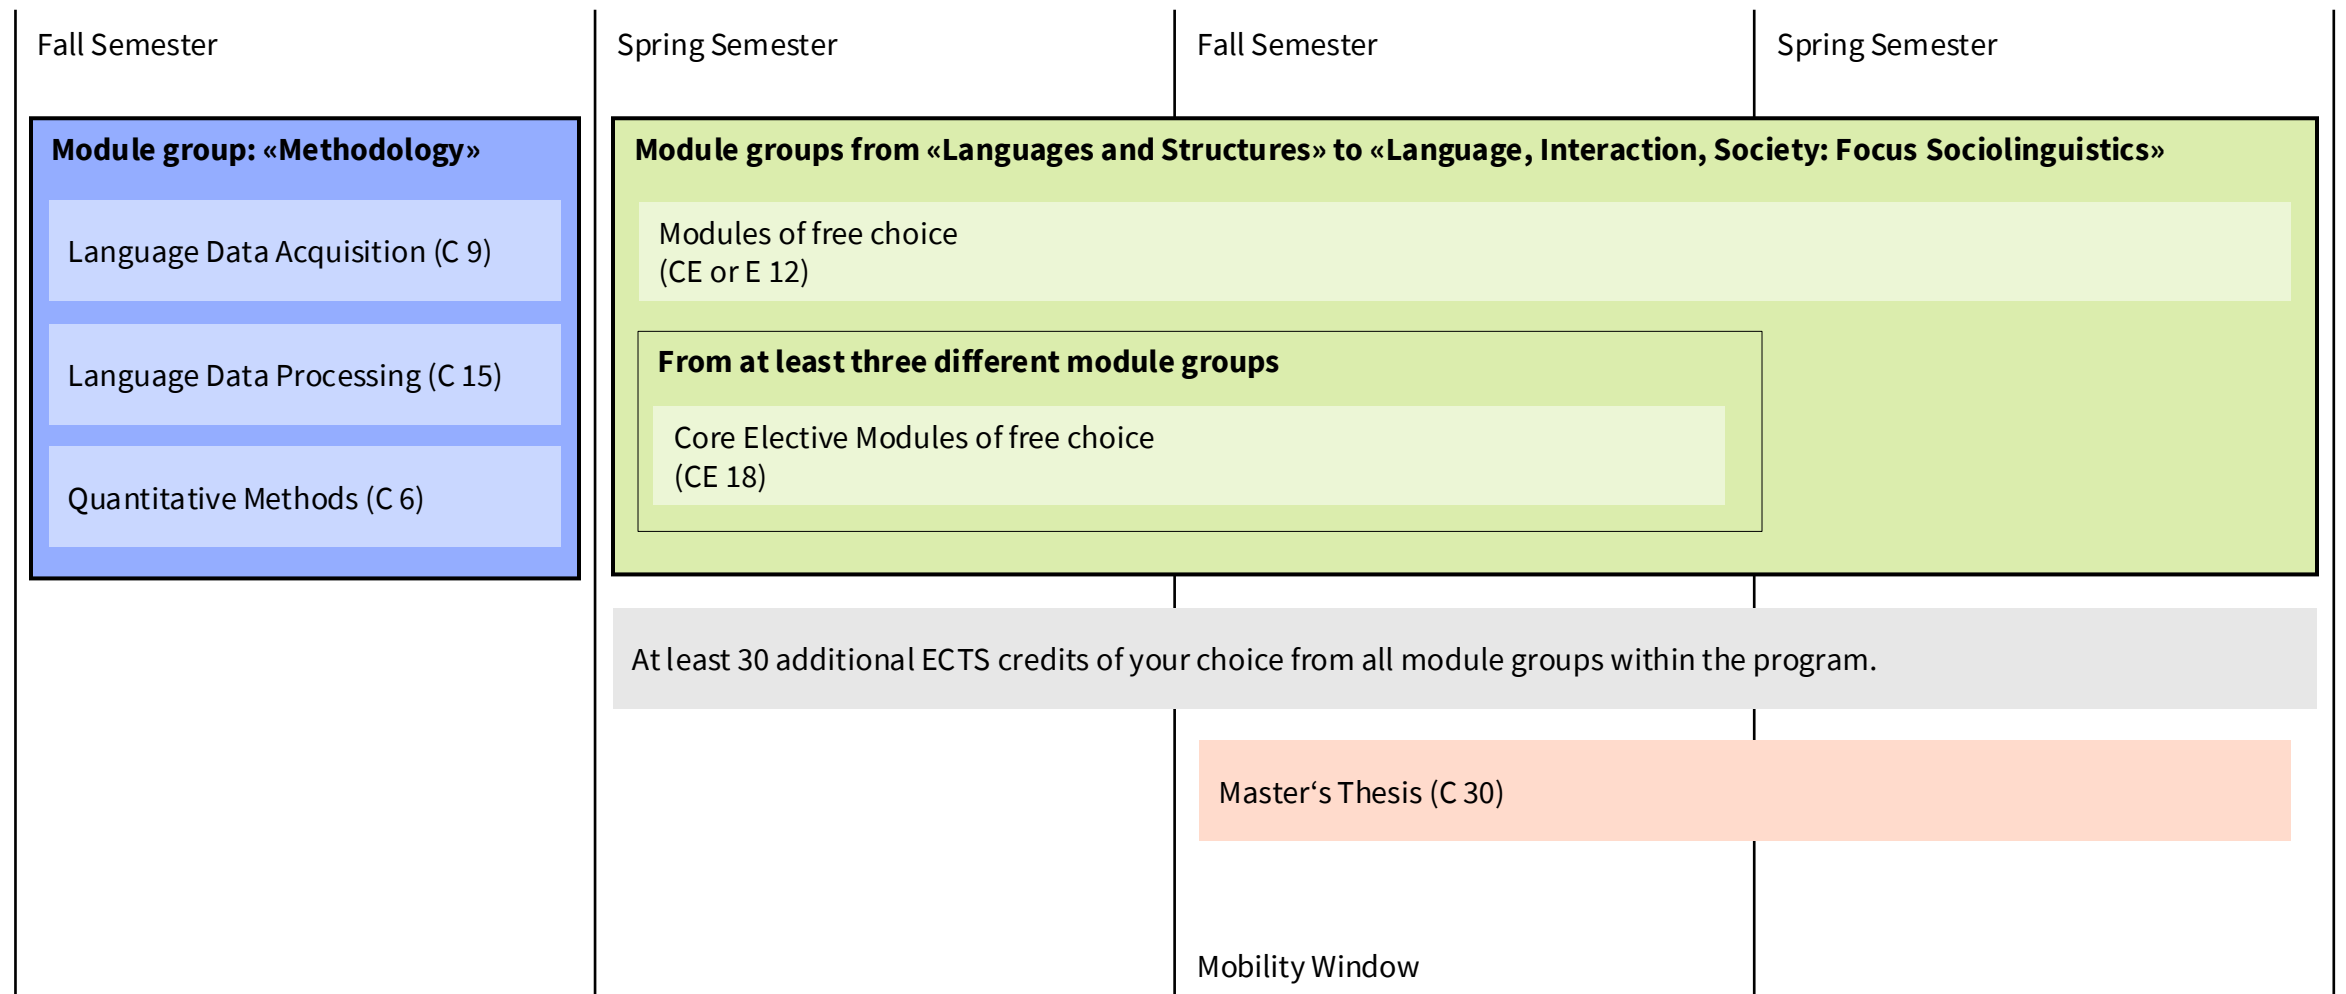 Fall Semester
Spring Semester
Fall Semester
Spring Semester
Module group: «Methodology»
Language Data Acquisition (C 9)
Language Data Processing (C 15)
Quantitative Methods (C 6)
Module groups from «Languages and Structures» to «Language, Interaction, Society: Focus Sociolinguistics»
Modules of free choice
(CE or E 12)
From at least three different module groups
Core Elective Modules of free choice
(CE 18)
At least 30 additional ECTS credits of your choice from all module groups within the program.
Master‘s Thesis (C 30)
Mobility Window